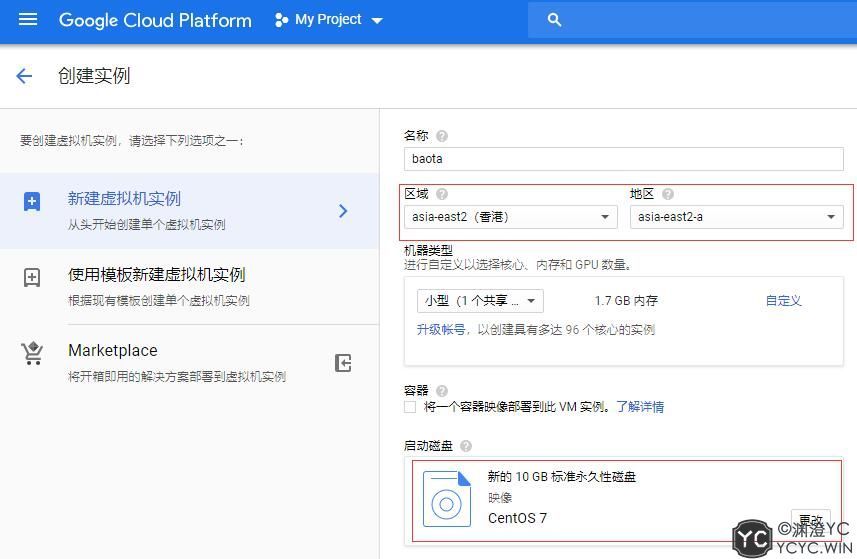 Google Cloud Platform
My Project
创建实例
要创建虚拟机实例，请选择下列选项之一：
新建虚拟机实例
从头开始创建单个虚拟机实例
使用模板新建虚拟机实例
根据现有模板创建单个虚拟机实例
Marketplace
将开箱即用的解决方案部署到虚拟机实例
名称
baota
区域 地区
asia-east2（香港） asia-east2-a
机器类型
进行自定义以选择核心、内存和 GPU 数量。
小型（1 个共享 ... 1.7 GB 内存 自定义
升级帐号，以创建具有多达 96 个核心的实例
容器
将一个容器映像部署到此 VM 实例。了解详情
启动磁盘
新的 10 GB 标准永久性磁盘
映像
CentOS 7
更改
YC ©渊澄YC
YCYC.WIN